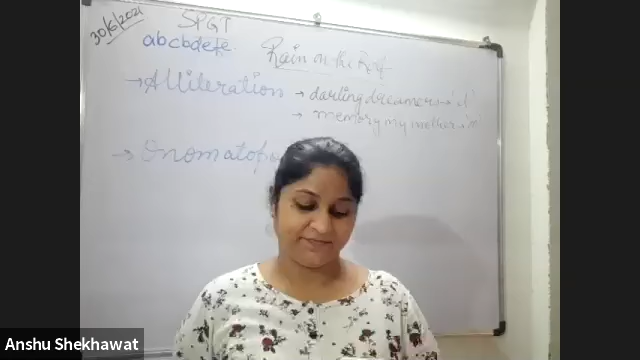 30/6/2021
SPGT
abcbdefe.
Rain on the Roof
→ Alliteration → darling dreamers → 'd'
→ memory my mother 'm'
→ Onomatop
Anshu Shekhawat